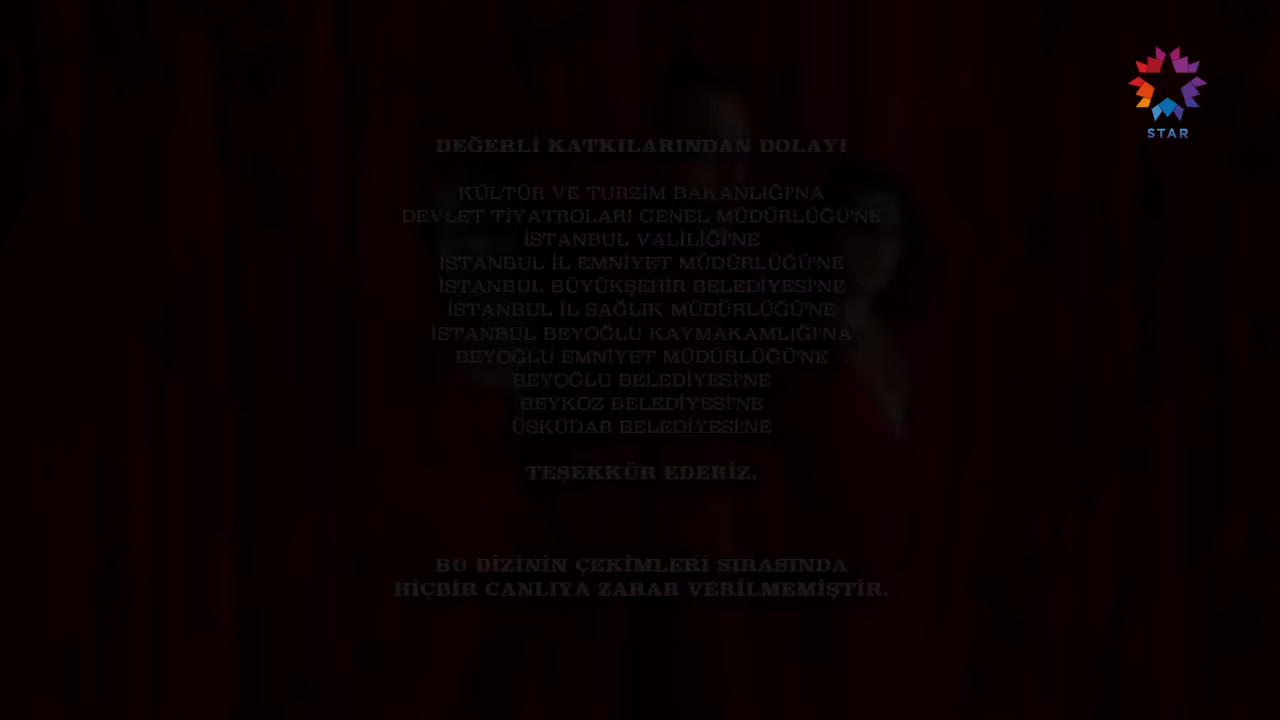 STAR
DEĞERLİ KATKILARINDAN DOLAYI
KÜLTÜR VE TURZİM BAKANLIĞI'NA
DEVLET TİYATROLARI GENEL MÜDÜRLÜĞÜ'NE
İSTANBUL VALİLİĞİ'NE
İSTANBUL İL EMNİYET MÜDÜRLÜĞÜ'NE
İSTANBUL BÜYÜKŞEHİR BELEDİYESİ'NE
İSTANBUL İL SAĞLIK MÜDÜRLÜĞÜ'NE
İSTANBUL BEYOĞLU KAYMAKAMLIĞI'NA
BEYOĞLU EMNİYET MÜDÜRLÜĞÜ'NE
BEYOĞLU BELEDİYESİ'NE
BEYKOZ BELEDİYESİ'NE
ÜSKÜDAR BELEDİYESİ'NE
TEŞEKKÜR EDERİZ.
BU DİZİNİN ÇEKİMLERİ SIRASINDA
HİÇBİR CANLIYA ZARAR VERİLMEMİŞTİR.